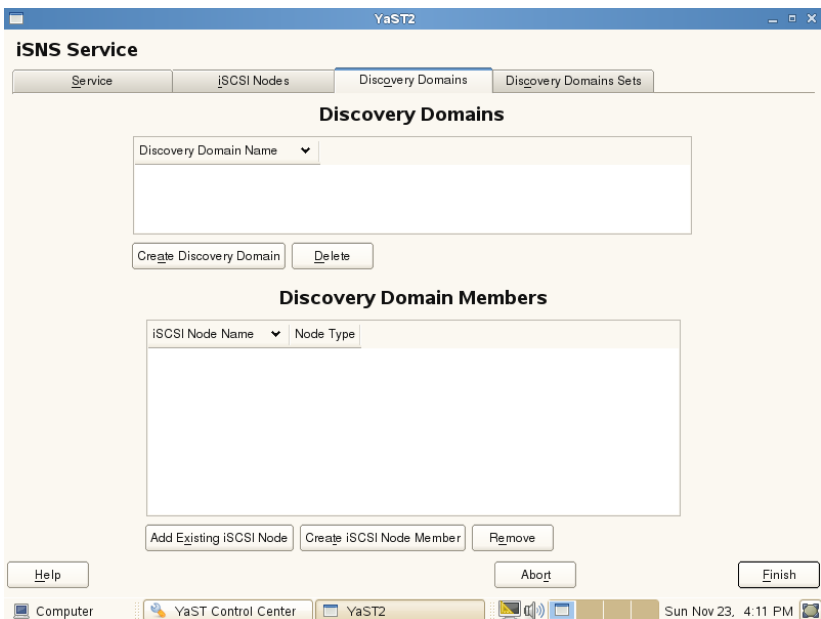 YaST2
iSNS Service
Service iSCSI Nodes Discovery Domains Discovery Domains Sets
Discovery Domains
Discovery Domain Name
Create Discovery Domain Delete
Discovery Domain Members
iSCSI Node Name Node Type
Add Existing iSCSI Node Create iSCSI Node Member Remove
Help Abort Finish
Computer YaST Control Center YaST2 Sun Nov 23, 4:11 PM